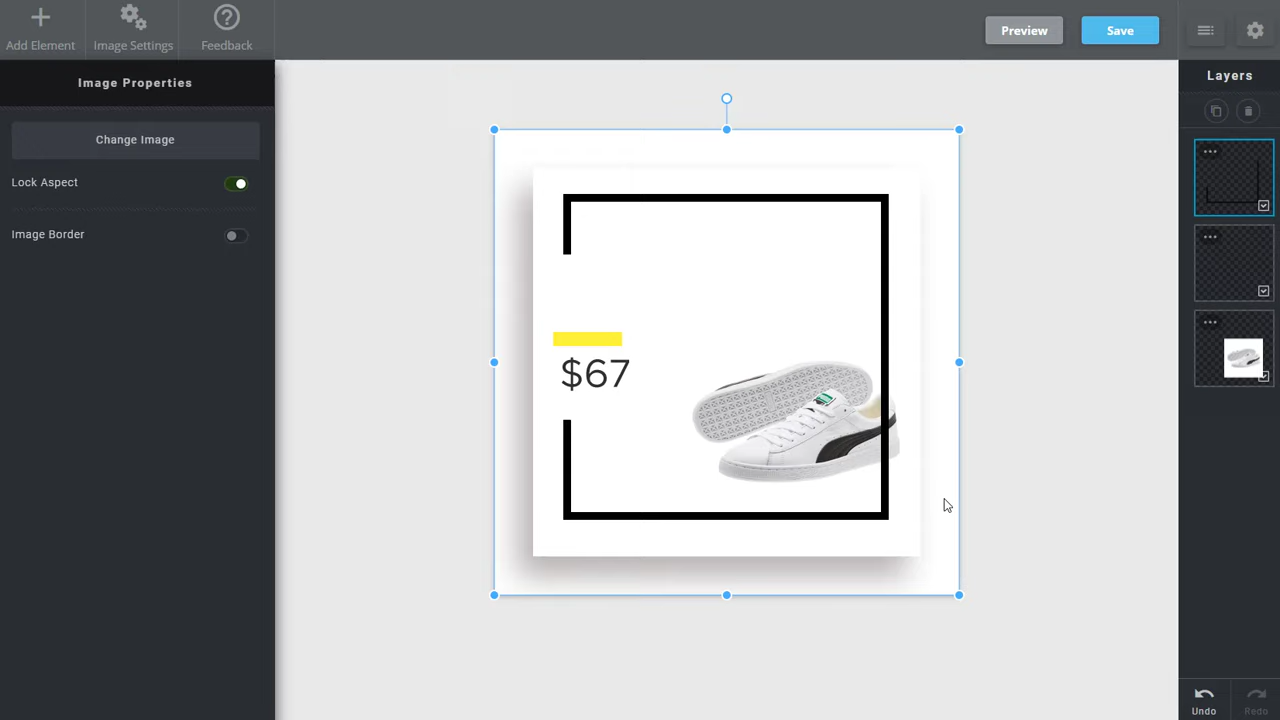 Add Element
Image Settings
Feedback
Preview
Save
Image Properties
Layers
Change Image
Lock Aspect
Image Border
$67
Undo
Redo